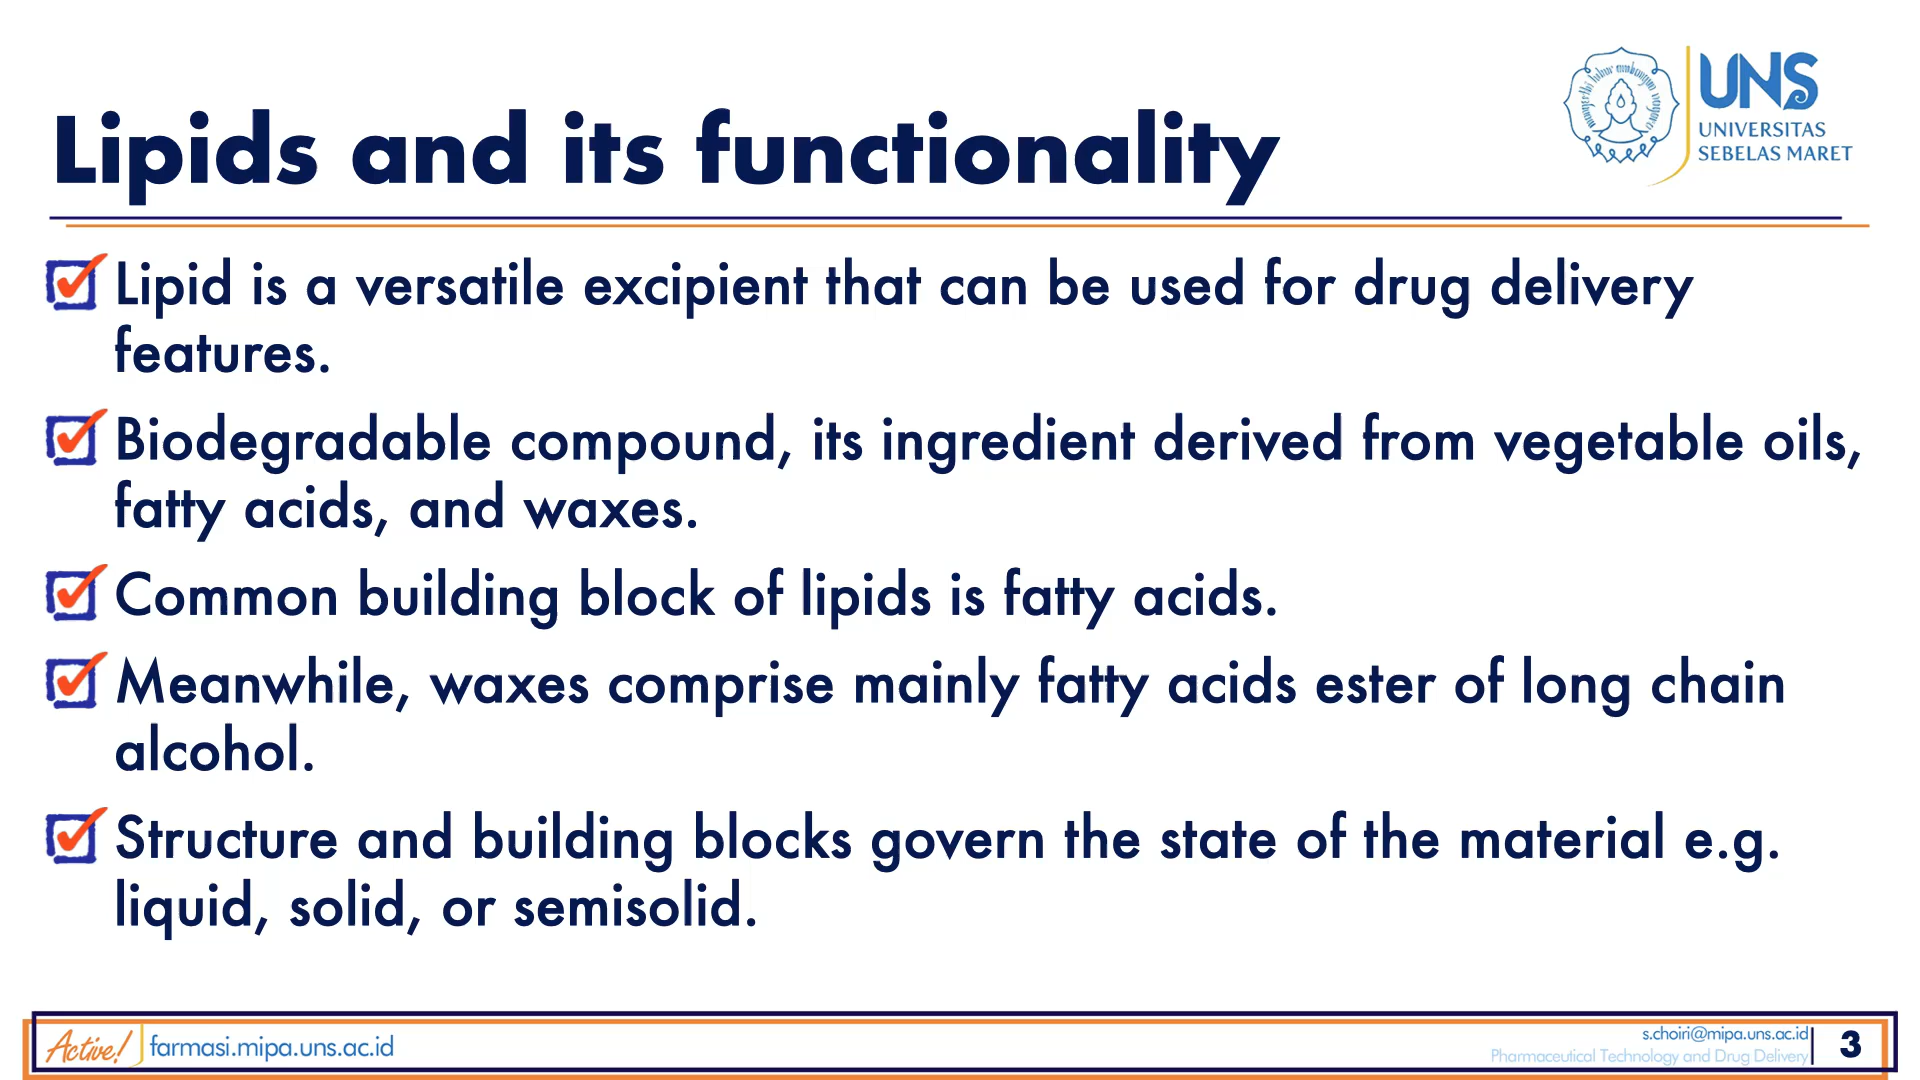 Lipids and its functionality
UNS
UNIVERSITAS
SEBELAS MARET
Lipid is a versatile excipient that can be used for drug delivery
features.
Biodegradable compound, its ingredient derived from vegetable oils,
fatty acids, and waxes.
Common building block of lipids is fatty acids.
Meanwhile, waxes comprise mainly fatty acids ester of long chain
alcohol.
Structure and building blocks govern the state of the material e.g.
liquid, solid, or semisolid.
Active!
farmasi.mipa.uns.ac.id
s.choiri@mipa.uns.ac.id
Pharmaceutical Technology and Drug Delivery
3